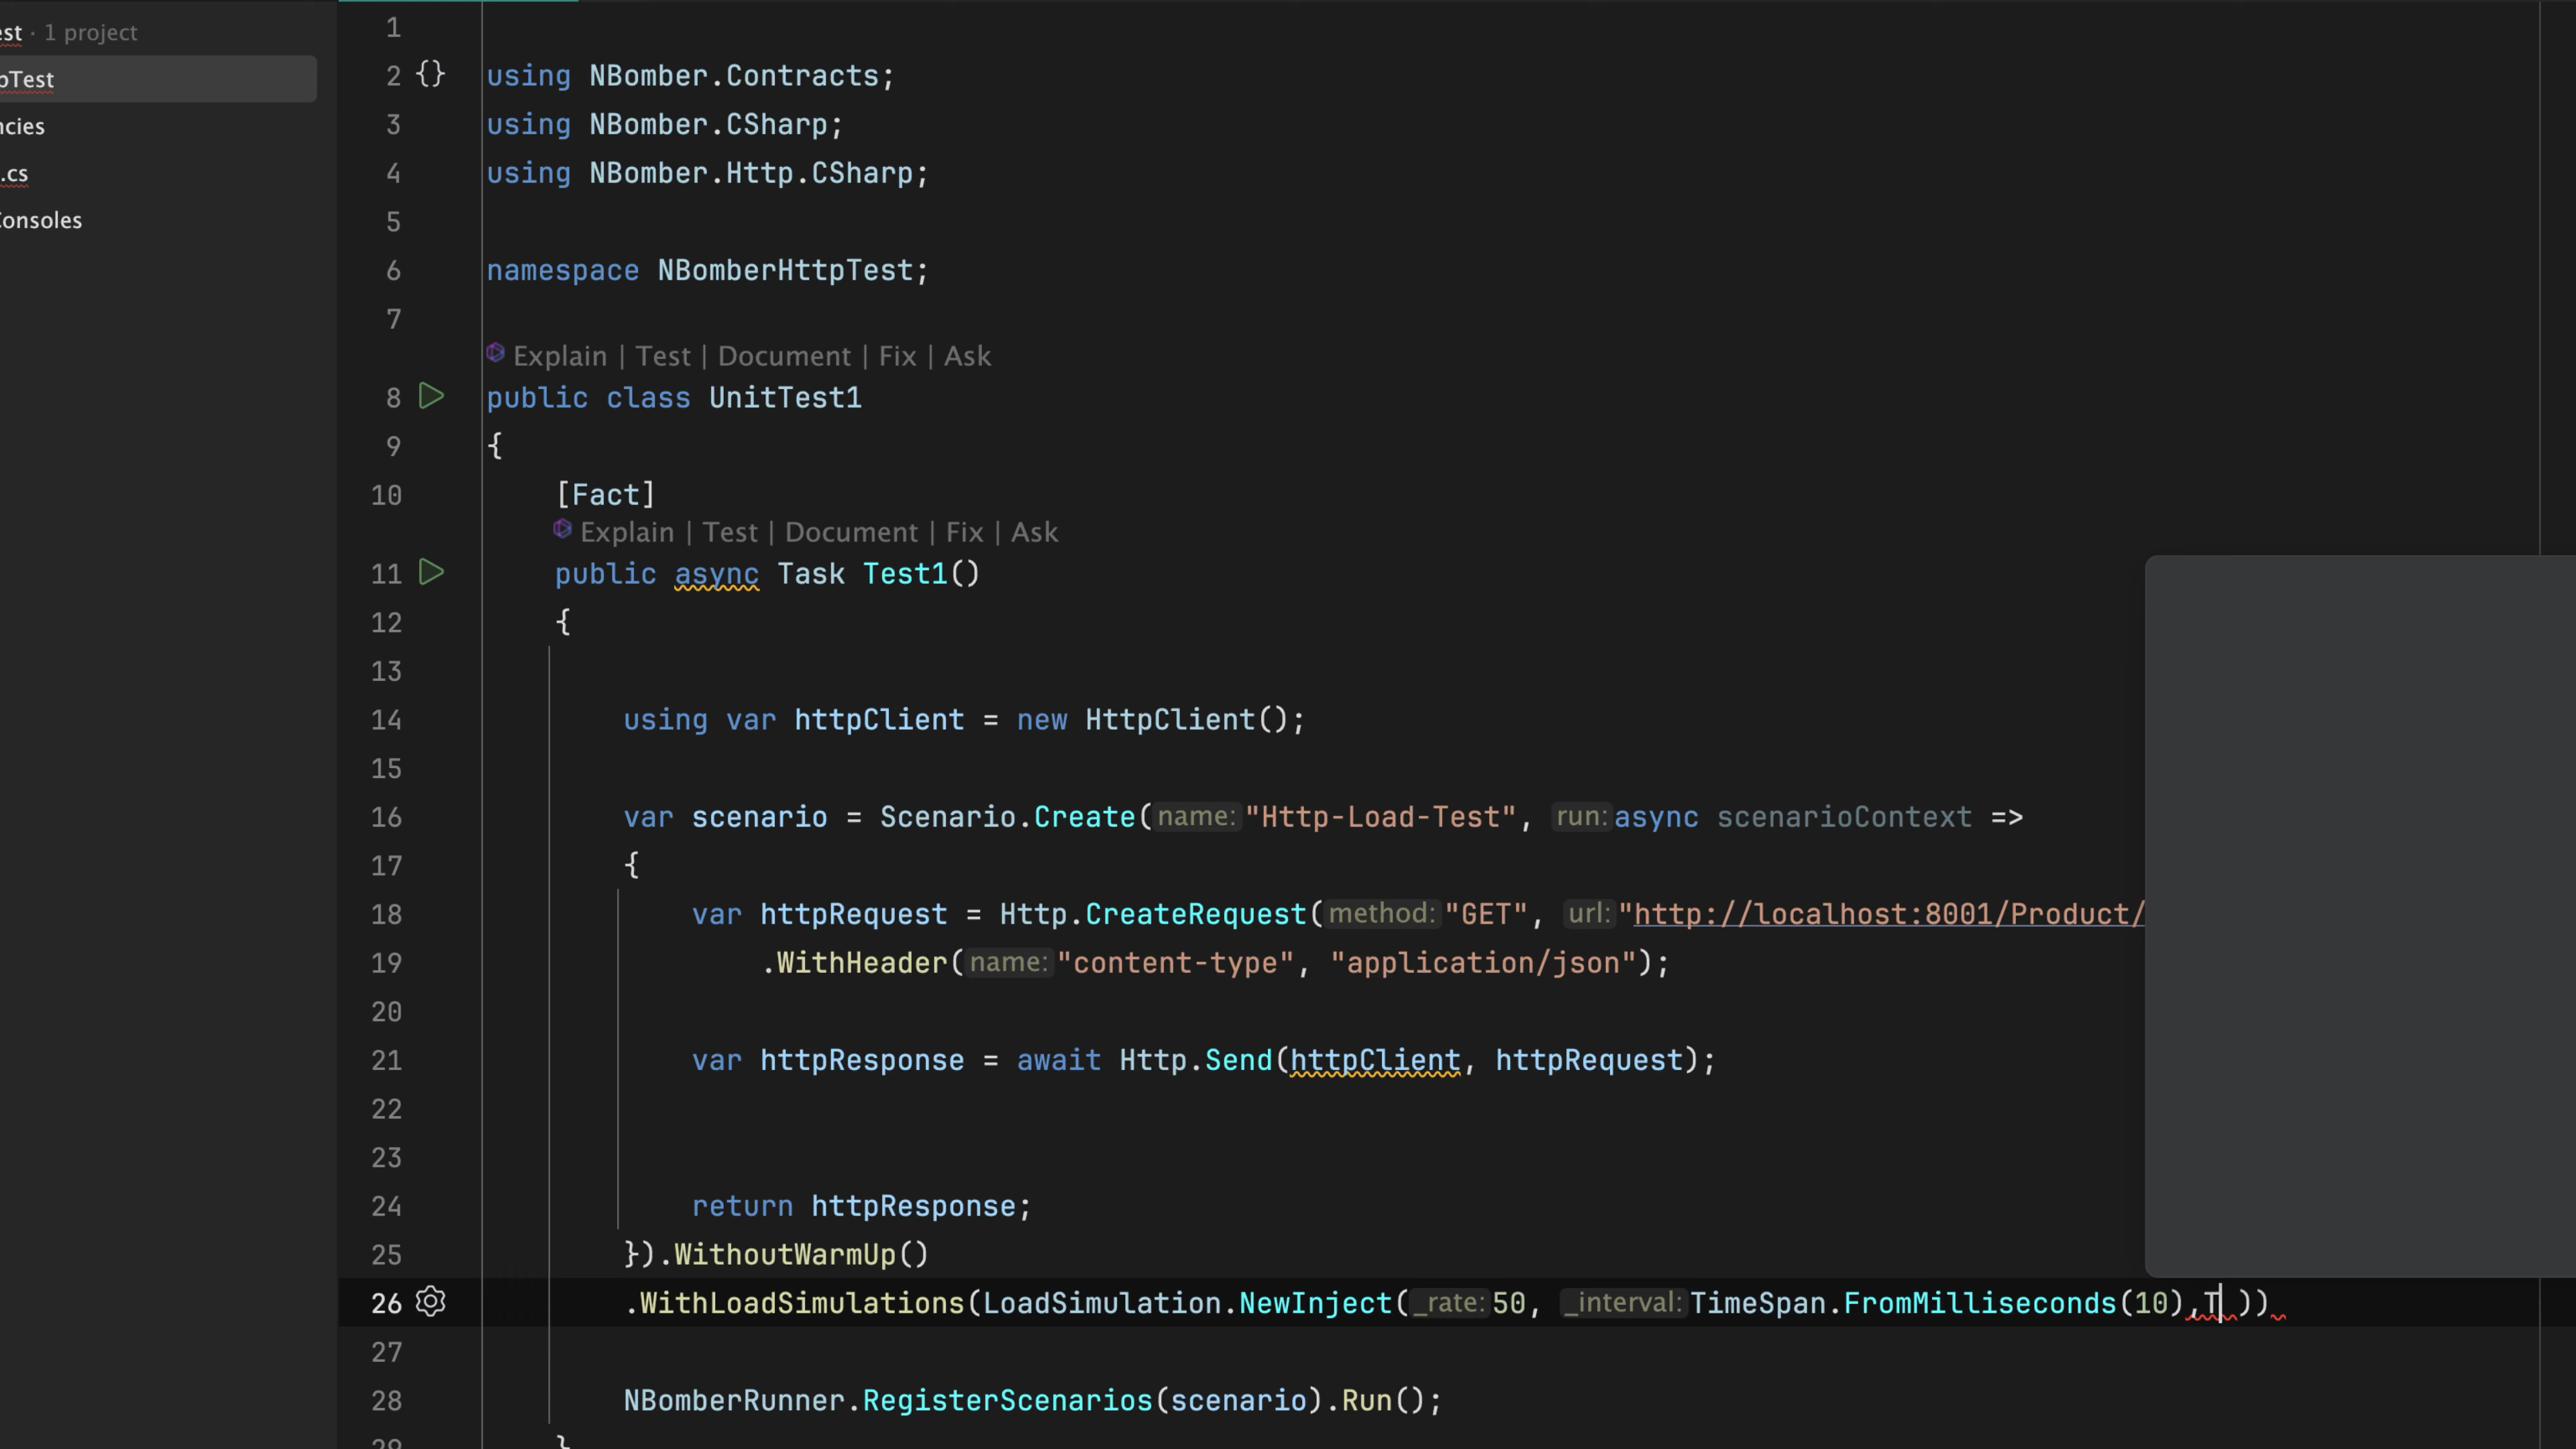 est · 1 project
pTest
ncies
.cs
Consoles
1
2 {} using NBomber.Contracts;
3 using NBomber.CSharp;
4 using NBomber.Http.CSharp;
5
6 namespace NBomberHttpTest;
7
Explain | Test | Document | Fix | Ask
8 public class UnitTest1
9 {
10 [Fact]
Explain | Test | Document | Fix | Ask
11 public async Task Test1()
12 {
13
14 using var httpClient = new HttpClient();
15
16 var scenario = Scenario.Create(name:"Http-Load-Test", run:async scenarioContext =>
17 {
18 var httpRequest = Http.CreateRequest(method:"GET", url:"http://localhost:8001/Product/
19 .WithHeader(name:"content-type", "application/json");
20
21 var httpResponse = await Http.Send(httpClient, httpRequest);
22
23
24 return httpResponse;
25 }).WithoutWarmUp()
26 .WithLoadSimulations(LoadSimulation.NewInject(_rate:50, _interval:TimeSpan.FromMilliseconds(10),T ))
27
28 NBomberRunner.RegisterScenarios(scenario).Run();
29 }